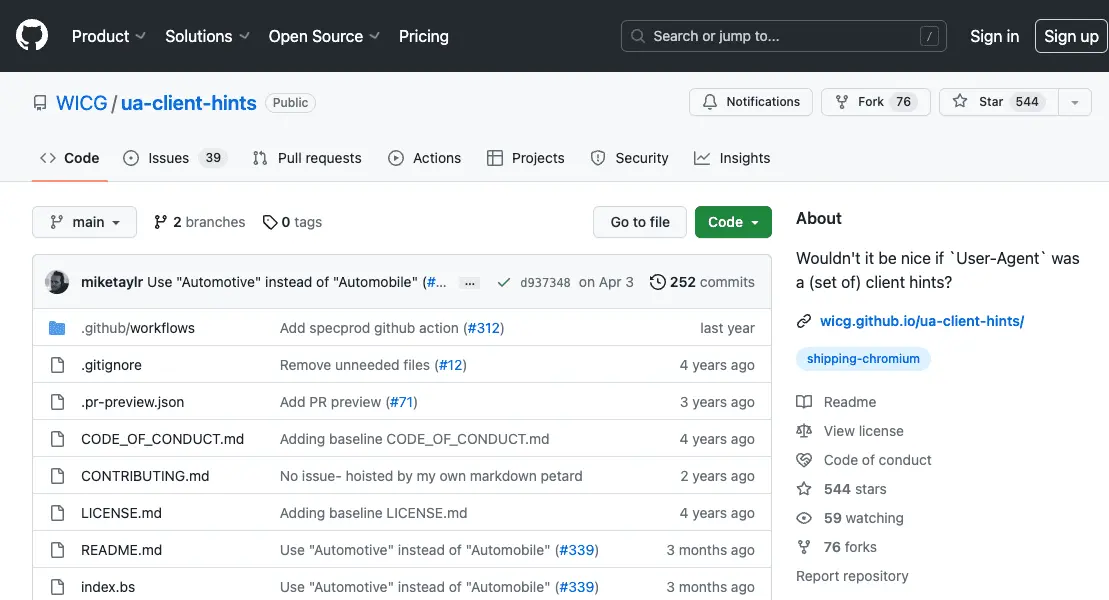 Product Solutions Open Source Pricing Search or jump to... / Sign in Sign up
WICG / ua-client-hints Public Notifications Fork 76 Star 544
Code Issues 39 Pull requests Actions Projects Security Insights
main 2 branches 0 tags Go to file Code
miketaylr Use "Automotive" instead of "Automobile" (#... ... d937348 on Apr 3 252 commits
.github/workflows Add specprod github action (#312) last year
.gitignore Remove unneeded files (#12) 4 years ago
.pr-preview.json Add PR preview (#71) 3 years ago
CODE_OF_CONDUCT.md Adding baseline CODE_OF_CONDUCT.md 4 years ago
CONTRIBUTING.md No issue- hoisted by my own markdown petard 2 years ago
LICENSE.md Adding baseline LICENSE.md 4 years ago
README.md Use "Automotive" instead of "Automobile" (#339) 3 months ago
index.bs Use "Automotive" instead of "Automobile" (#339) 3 months ago
About
Wouldn't it be nice if `User-Agent` was
a (set of) client hints?
wicg.github.io/ua-client-hints/
shipping-chromium
Readme
View license
Code of conduct
544 stars
59 watching
76 forks
Report repository